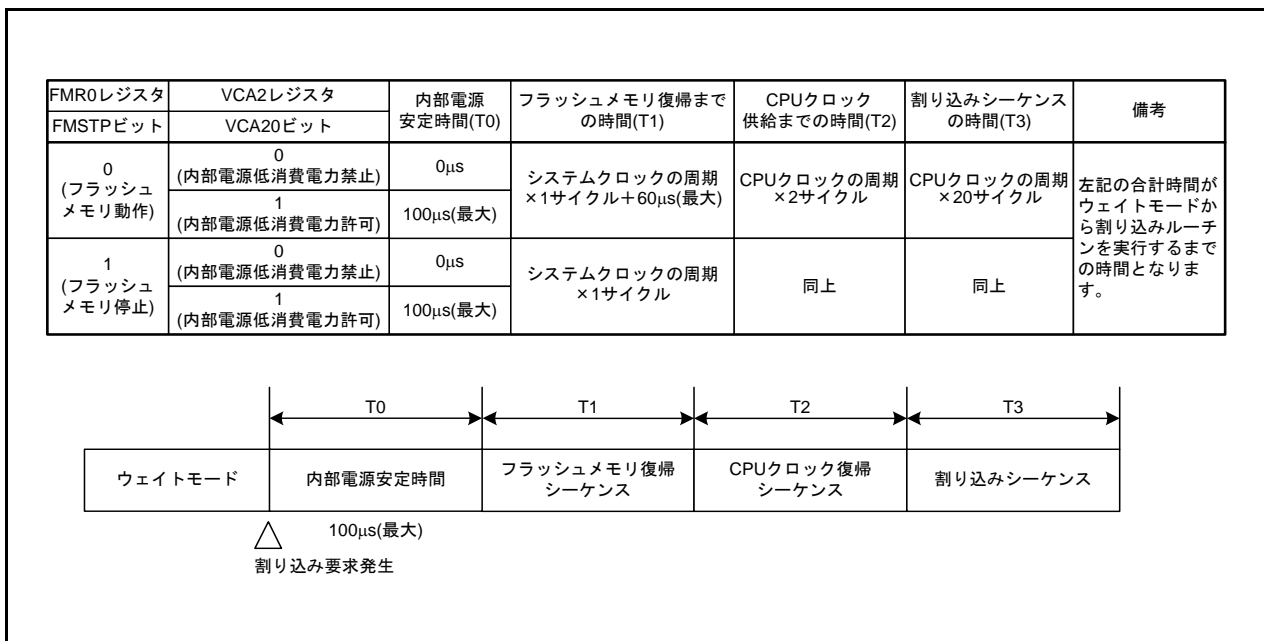 FMR0レジスタ
VCA2レジスタ
内部電源
安定時間(T0)
フラッシュメモリ復帰まで
の時間(T1)
CPUクロック
供給までの時間(T2)
割り込みシーケンス
の時間(T3)
備考
FMSTPビット
VCA20ビット
0
(フラッシュ
メモリ動作)
0
(内部電源低消費電力禁止)
0μs
システムクロックの周期
×1サイクル+60μs(最大)
CPUクロックの周期
×2サイクル
CPUクロックの周期
×20サイクル
左記の合計時間が
ウェイトモードか
ら割り込みルーチ
ンを実行するまで
の時間となりま
す。
1
(内部電源低消費電力許可)
100μs(最大)
1
(フラッシュ
メモリ停止)
0
(内部電源低消費電力禁止)
0μs
システムクロックの周期
×1サイクル
同上
同上
1
(内部電源低消費電力許可)
100μs(最大)
T0
T1
T2
T3
ウェイトモード
内部電源安定時間
フラッシュメモリ復帰
シーケンス
CPUクロック復帰
シーケンス
割り込みシーケンス
100μs(最大)
割り込み要求発生